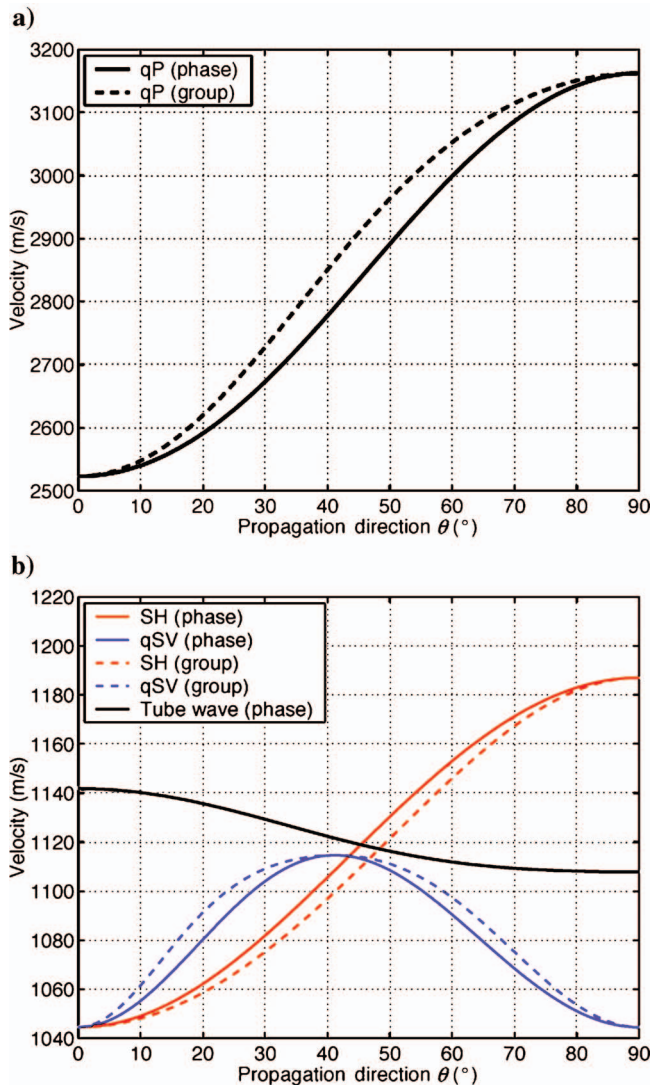 a)
3200
3100
3000
2900
2800
2700
2600
2500
Velocity (m/s)
qP (phase)
qP (group)
0 10 20 30 40 50 60 70 80 90
Propagation direction θ (°)
b)
1220
1200
1180
1160
1140
1120
1100
1080
1060
1040
Velocity (m/s)
SH (phase)
qSV (phase)
SH (group)
qSV (group)
Tube wave (phase)
0 10 20 30 40 50 60 70 80 90
Propagation direction θ (°)